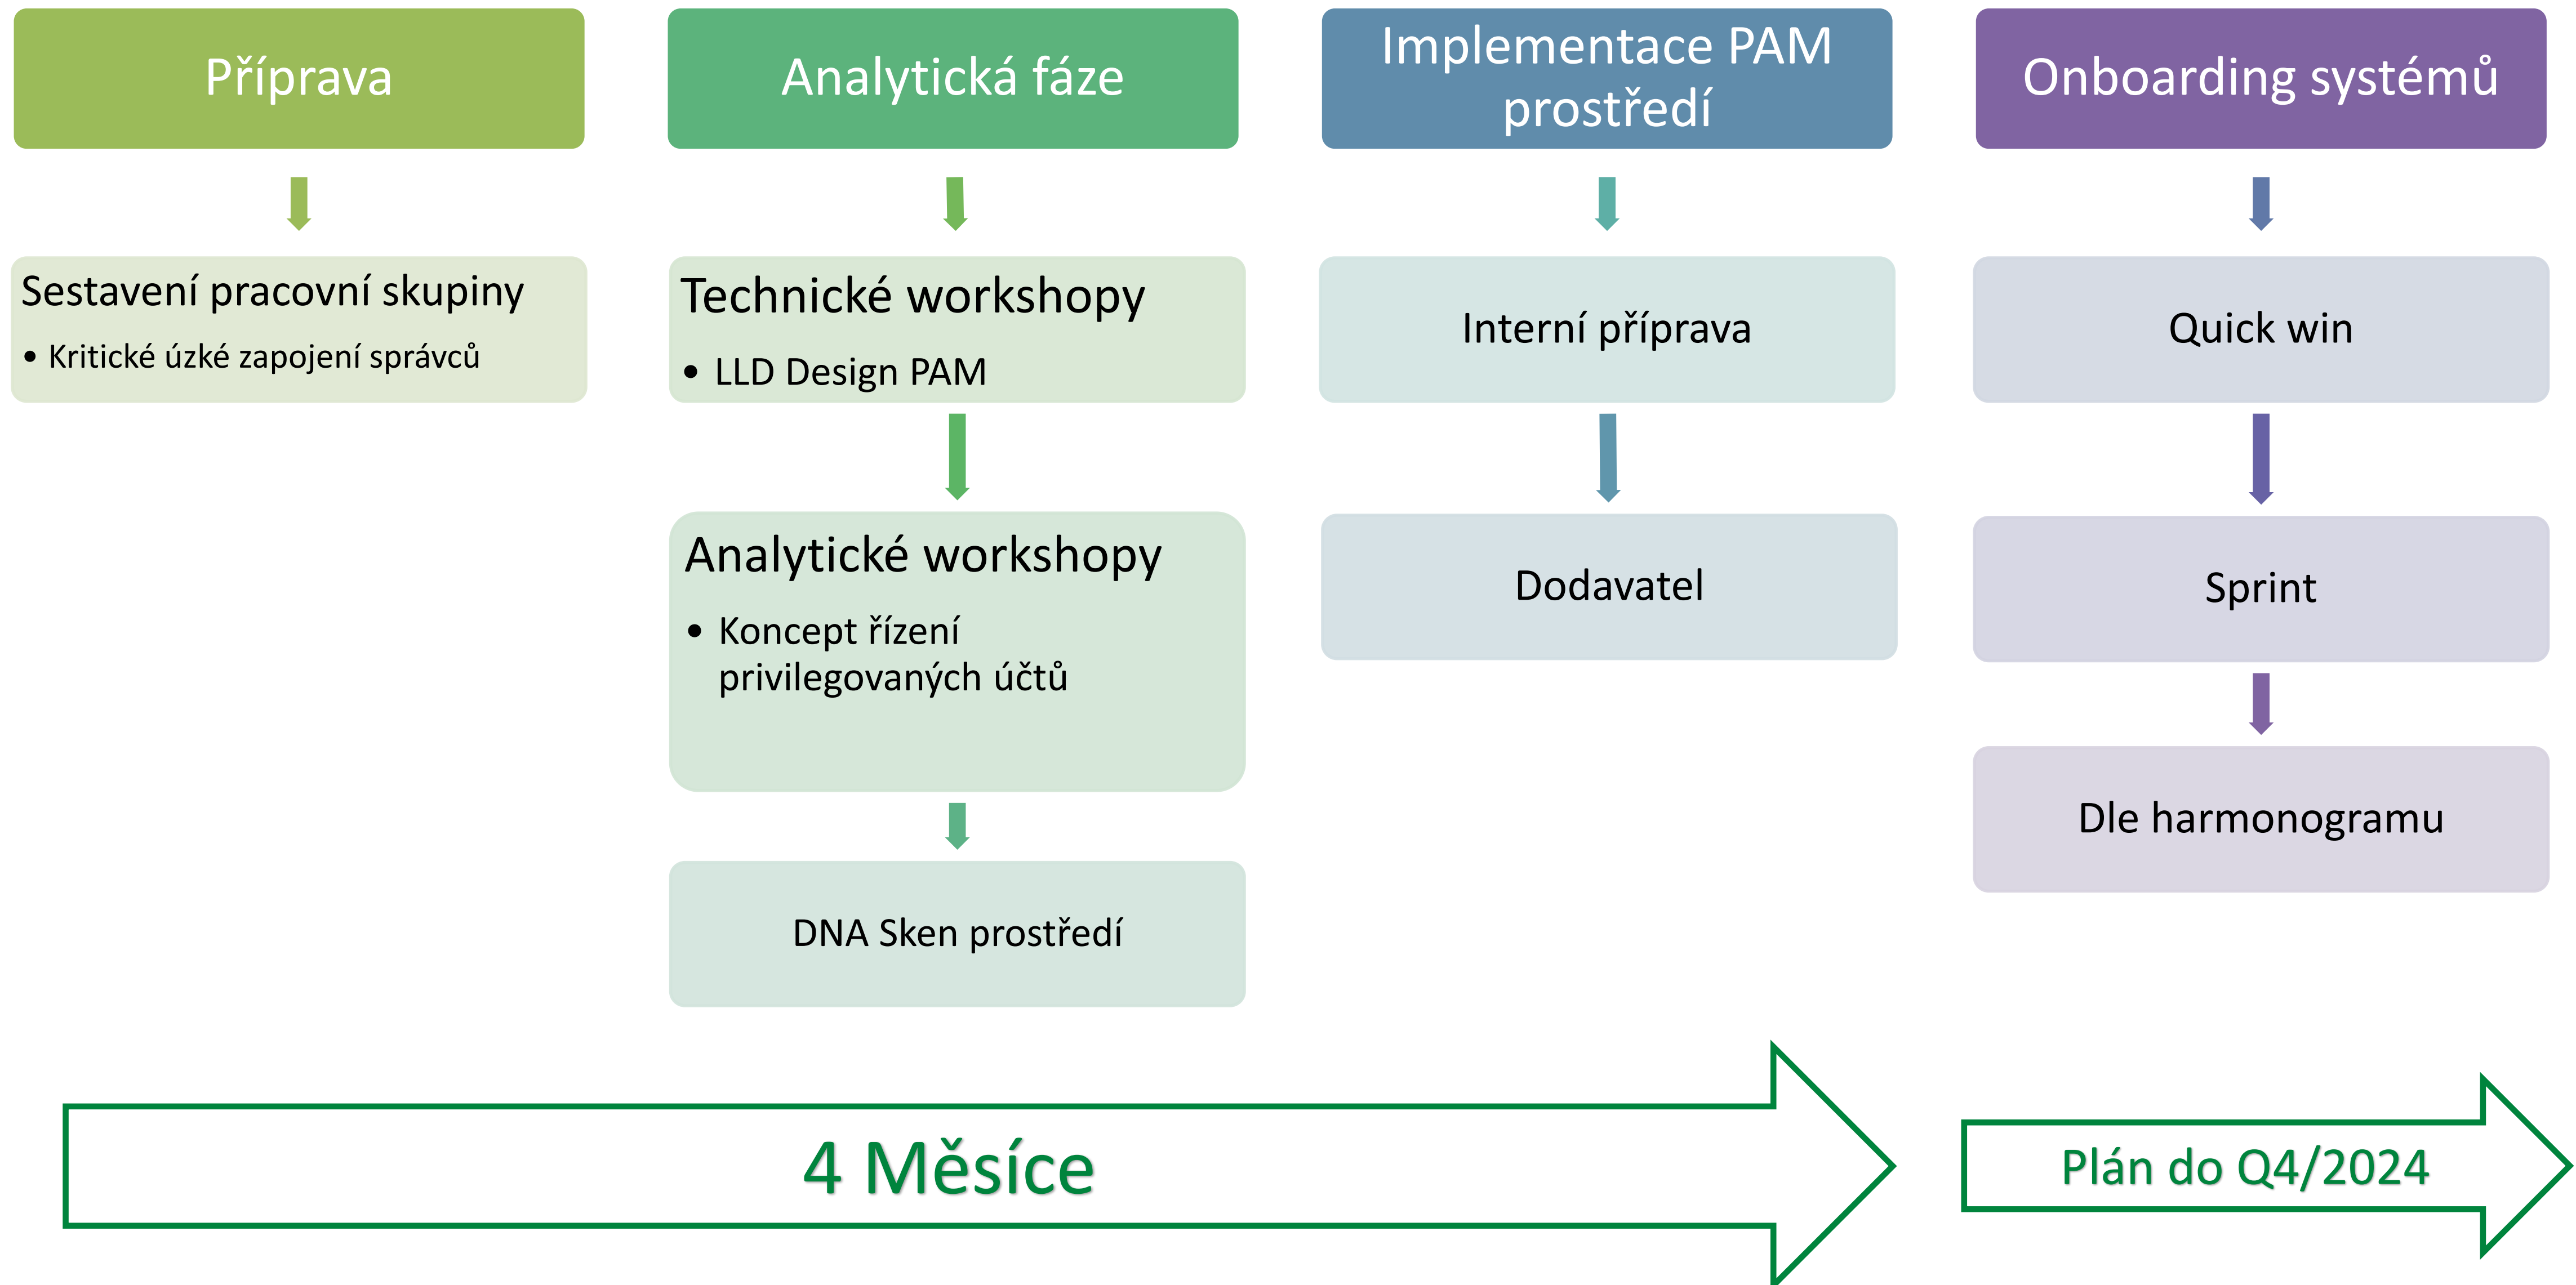 Příprava
Sestavení pracovní skupiny
• Kritické úzké zapojení správců
Analytická fáze
Technické workshopy
• LLD Design PAM
Analytické workshopy
• Koncept řízení
privilegovaných účtů
DNA Sken prostředí
Implementace PAM
prostředí
Interní příprava
Dodavatel
Onboarding systémů
Quick win
Sprint
Dle harmonogramu
4 Měsíce
Plán do Q4/2024